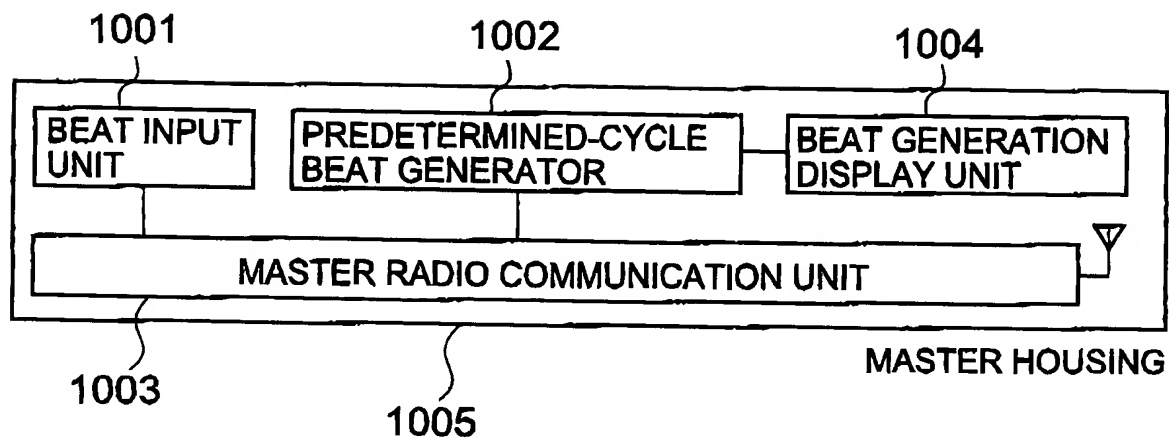 1001
1002
1004
BEAT INPUT
UNIT
PREDETERMINED-CYCLE
BEAT GENERATOR
BEAT GENERATION
DISPLAY UNIT
MASTER RADIO COMMUNICATION UNIT
MASTER HOUSING
1003
1005